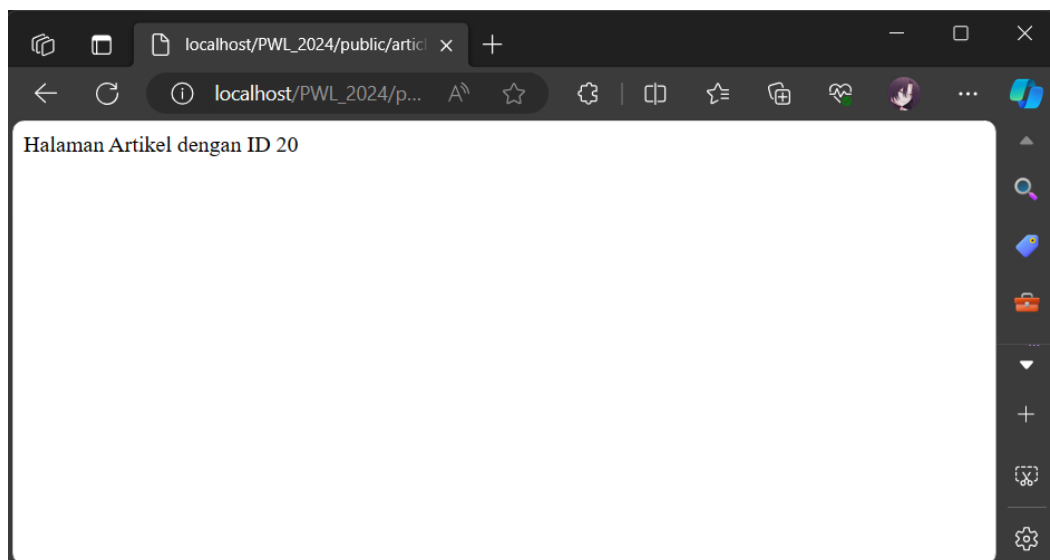 localhost/PWL_2024/public/articl
localhost/PWL_2024/p...
Halaman Artikel dengan ID 20